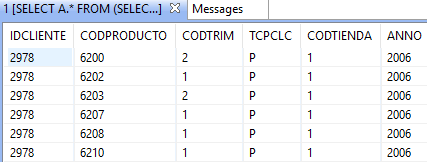 1 [SELECT A.* FROM (SELEC...] Messages
IDCLIENTE CODPRODUCTO CODTRIM TCPCLC CODTIENDA ANNO
2978 6200 2 P 1 2006
2978 6202 1 P 1 2006
2978 6203 2 P 1 2006
2978 6207 1 P 1 2006
2978 6208 1 P 1 2006
2978 6210 1 P 1 2006